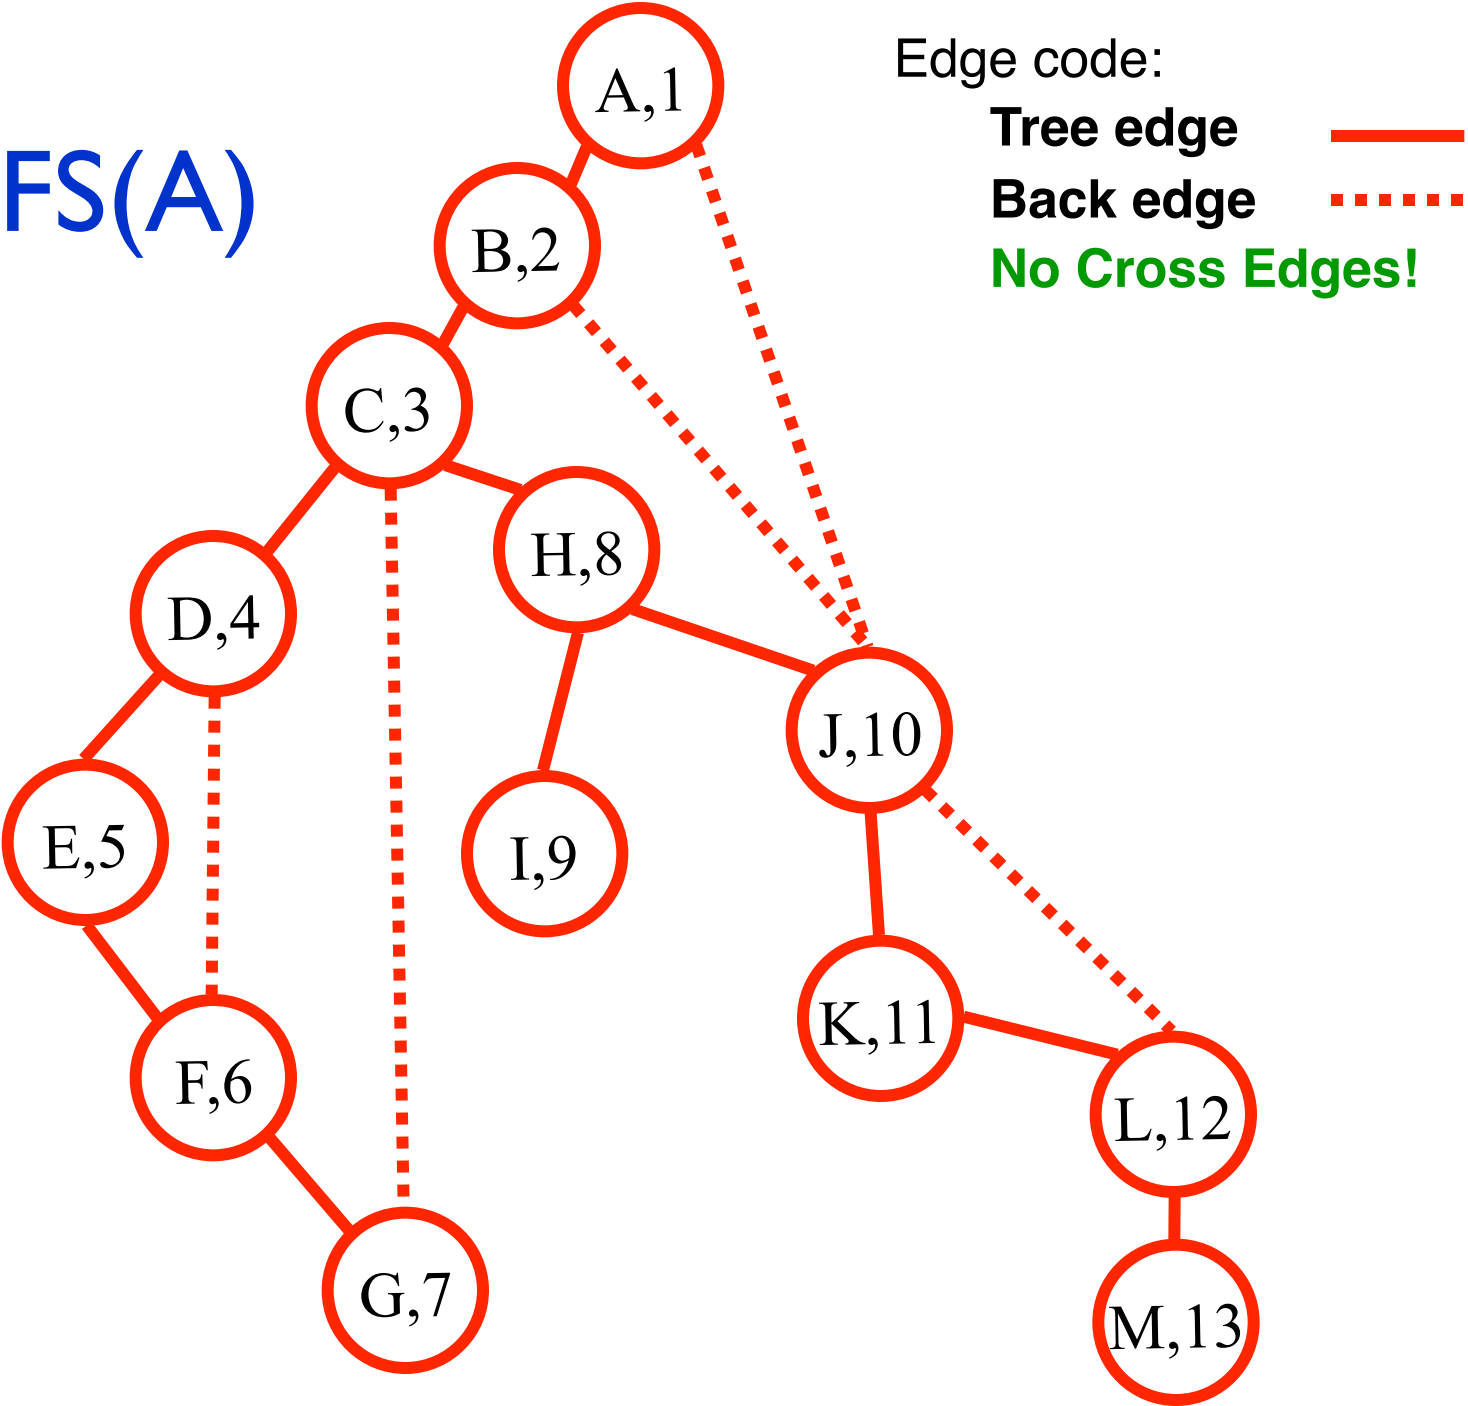 A,1
Edge code:
Tree edge
Back edge
No Cross Edges!
FS(A)
B,2
C,3
H,8
D,4
J,10
E,5
I,9
K,11
F,6
L,12
G,7
M,13